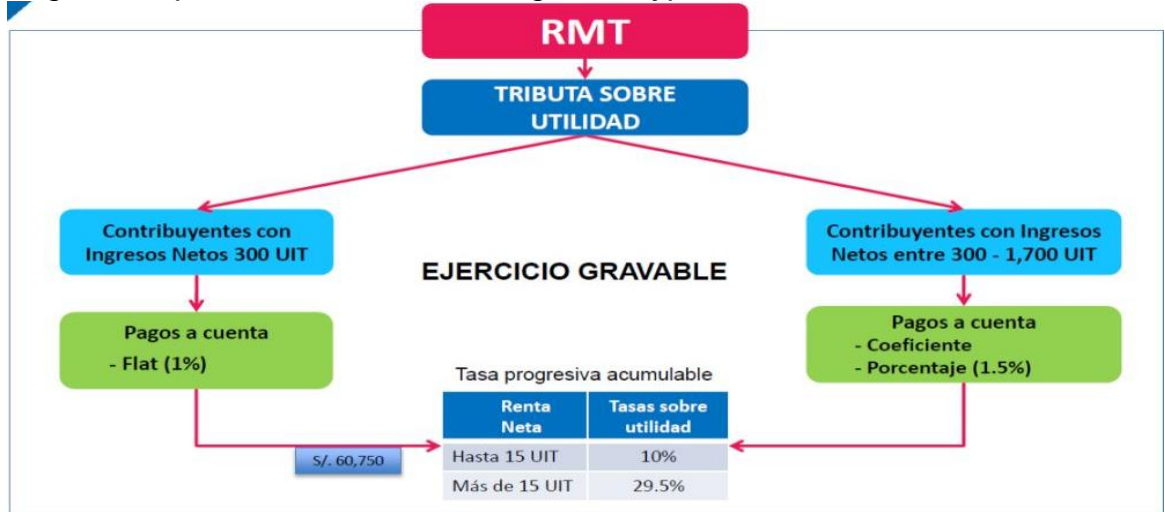 RMT
TRIBUTA SOBRE
UTILIDAD
Contribuyentes con
Ingresos Netos 300 UIT
Contribuyentes con Ingresos
Netos entre 300 - 1,700 UIT
EJERCICIO GRAVABLE
Pagos a cuenta
- Flat (1%)
Pagos a cuenta
- Coeficiente
- Porcentaje (1.5%)
Tasa progresiva acumulable
Renta Neta Tasas sobre utilidad
S/. 60,750
Hasta 15 UIT 10%
Más de 15 UIT 29.5%